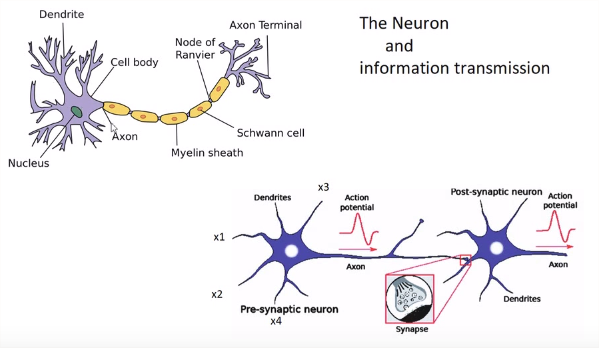 Dendrite
Axon Terminal
Node of
Ranvier
Cell body
Axon
Schwann cell
Myelin sheath
Nucleus
The Neuron
and
information transmission
x3
Dendrites
Action
potential
Post-synaptic neuron
Action
potential
x1
Axon
Axon
x2
Pre-synaptic neuron
x4
Synapse
Dendrites